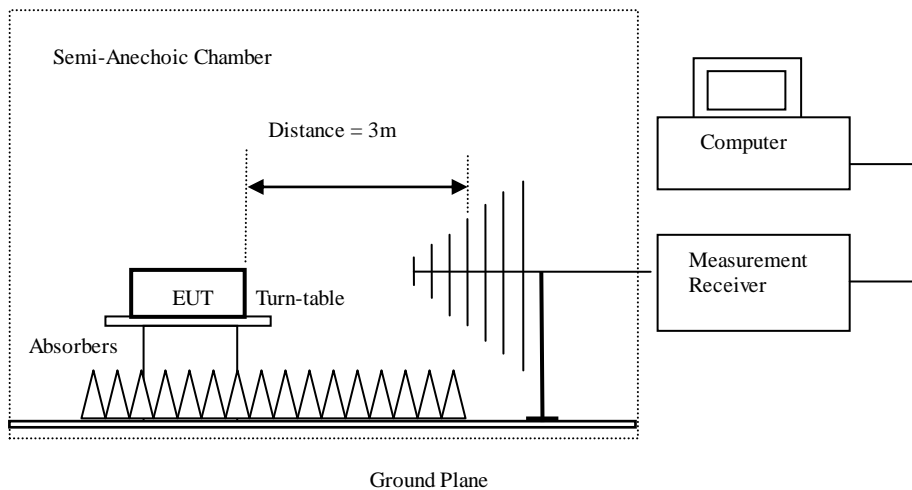 Semi-Anechoic Chamber
Distance = 3m
Computer
Measurement
Receiver
EUT
Turn-table
Absorbers
Ground Plane